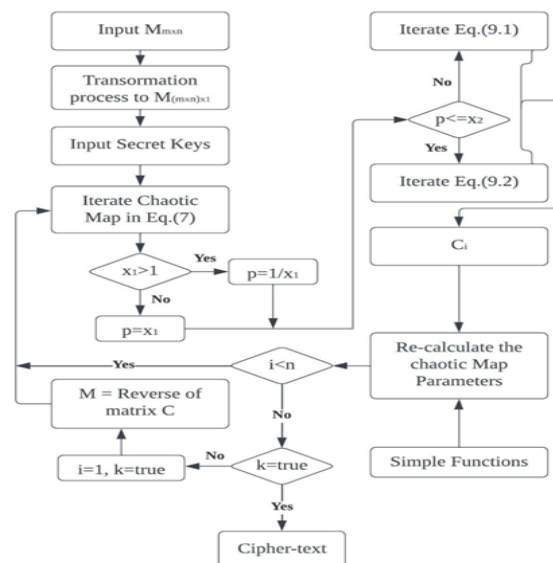 Input Mmxn
Transormation
process to M(mxn)x1
Input Secret Keys
Iterate Chaotic
Map in Eq.(7)
x1>1
Yes
p=1/x1
No
p=x1
Iterate Eq.(9.1)
No
p<=x2
Yes
Iterate Eq.(9.2)
Ci
Re-calculate the
chaotic Map
Parameters
Simple Functions
i<n
Yes
No
M = Reverse of
matrix C
i=1, k=true
No
k=true
Yes
Cipher-text